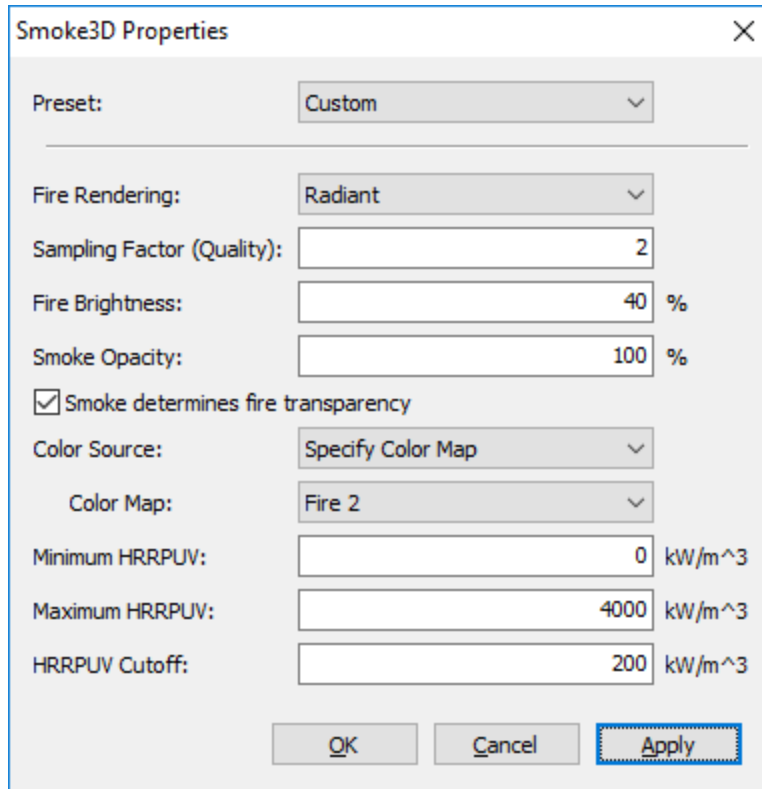 Smoke3D Properties
Preset: Custom
Fire Rendering: Radiant
Sampling Factor (Quality): 2
Fire Brightness: 40 %
Smoke Opacity: 100 %
Smoke determines fire transparency
Color Source: Specify Color Map
Color Map: Fire 2
Minimum HRRPUV: 0 kW/m^3
Maximum HRRPUV: 4000 kW/m^3
HRRPUV Cutoff: 200 kW/m^3
OK Cancel Apply